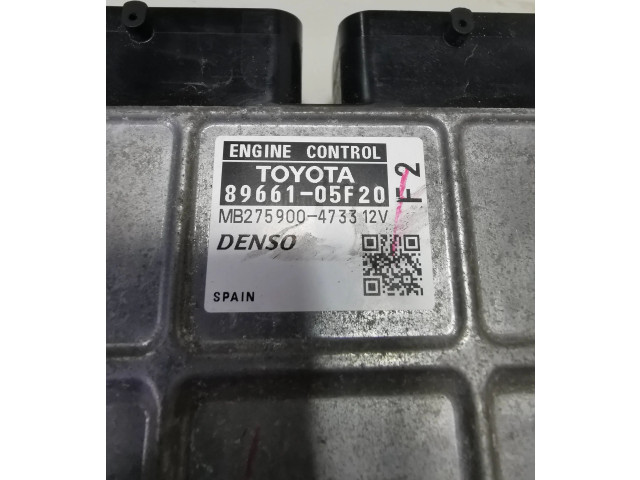 ENGINE CONTROL
TOYOTA
89661-05F20
F2
MB275900-4733 12V
DENSO
SPAIN